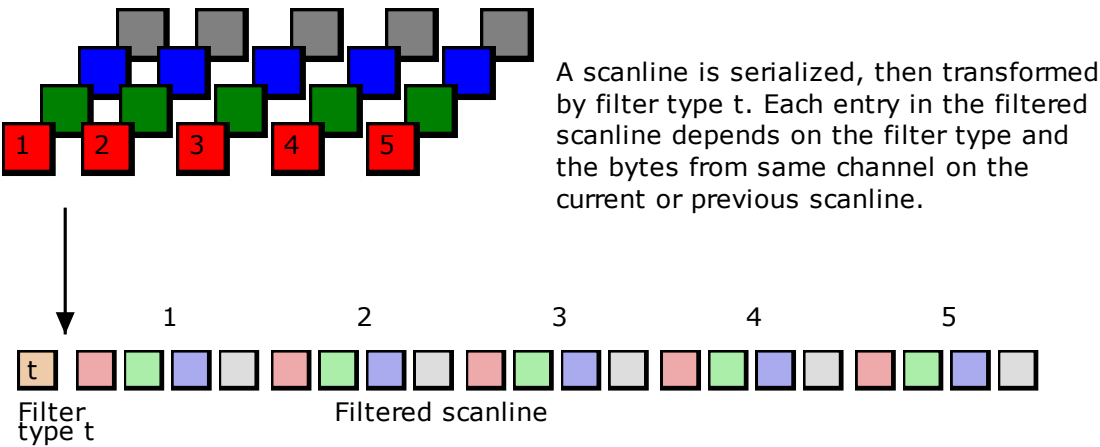 1 2 3 4 5
A scanline is serialized, then transformed
by filter type t. Each entry in the filtered
scanline depends on the filter type and
the bytes from same channel on the
current or previous scanline.
1 2 3 4 5
t
Filter
type t
Filtered scanline